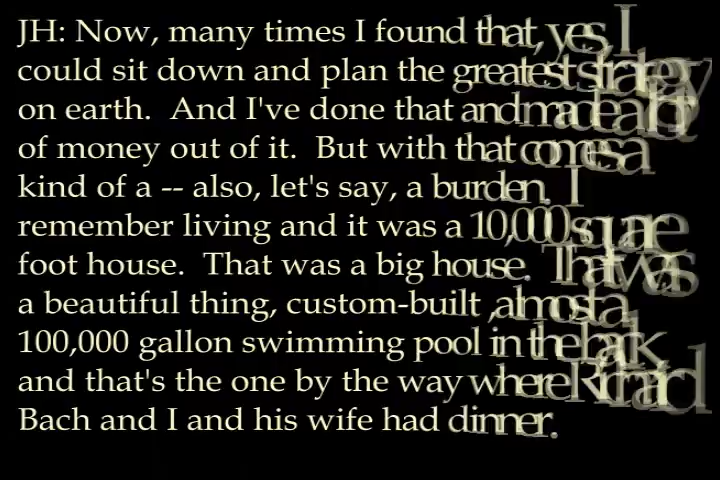 JH: Now, many times I found that, yes, I
could sit down and plan the greatest strategy
on earth.  And I've done that and made a lot
of money out of it.  But with that comes a
kind of a -- also, let's say, a burden.  I
remember living and it was a 10,000 square
foot house.  That was a big house.  That was
a beautiful thing, custom-built ,almost a
100,000 gallon swimming pool in the back,
and that's the one by the way where Richard
Bach and I and his wife had dinner.